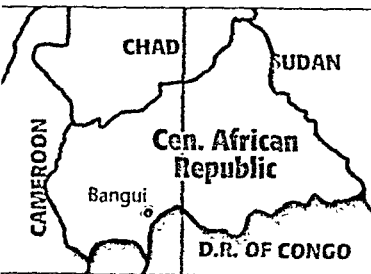 CHAD
SUDAN
CAMEROON
Cen. African
Republic
Bangui
D.R. OF CONGO